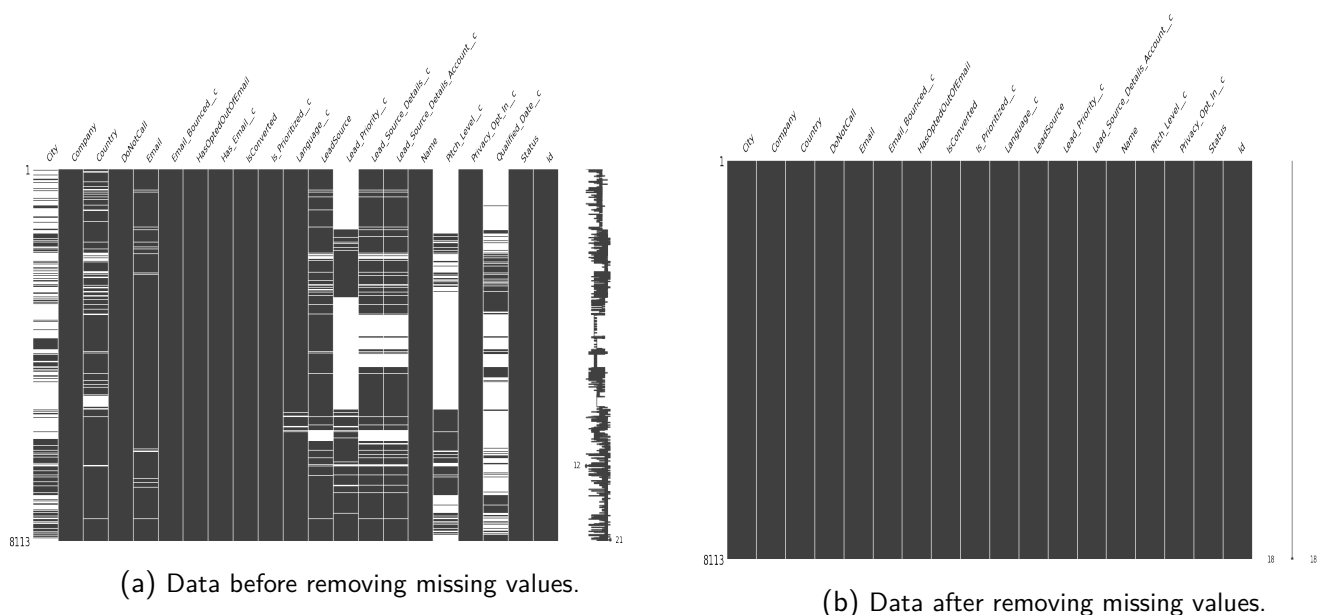 City
Company
Country
DoNotCall
Email
Email_Bounced__c
HasOptedOutOfEmail
Has_Email__c
IsConverted
Is_Prioritized__c
Language__c
LeadSource
Lead_Priority__c
Lead_Source_Details__c
Lead_Source_Details_Account__c
Name
Pitch_Level__c
Privacy_Opt_In__c
Qualified_Date__c
Status
Id
1
12
8113
21
(a) Data before removing missing values.
City
Company
Country
DoNotCall
Email
Email_Bounced__c
HasOptedOutOfEmail
IsConverted
Is_Prioritized__c
Language__c
LeadSource
Lead_Priority__c
Lead_Source_Details_Account__c
Name
Pitch_Level__c
Privacy_Opt_In__c
Status
Id
1
8113
18
18
(b) Data after removing missing values.